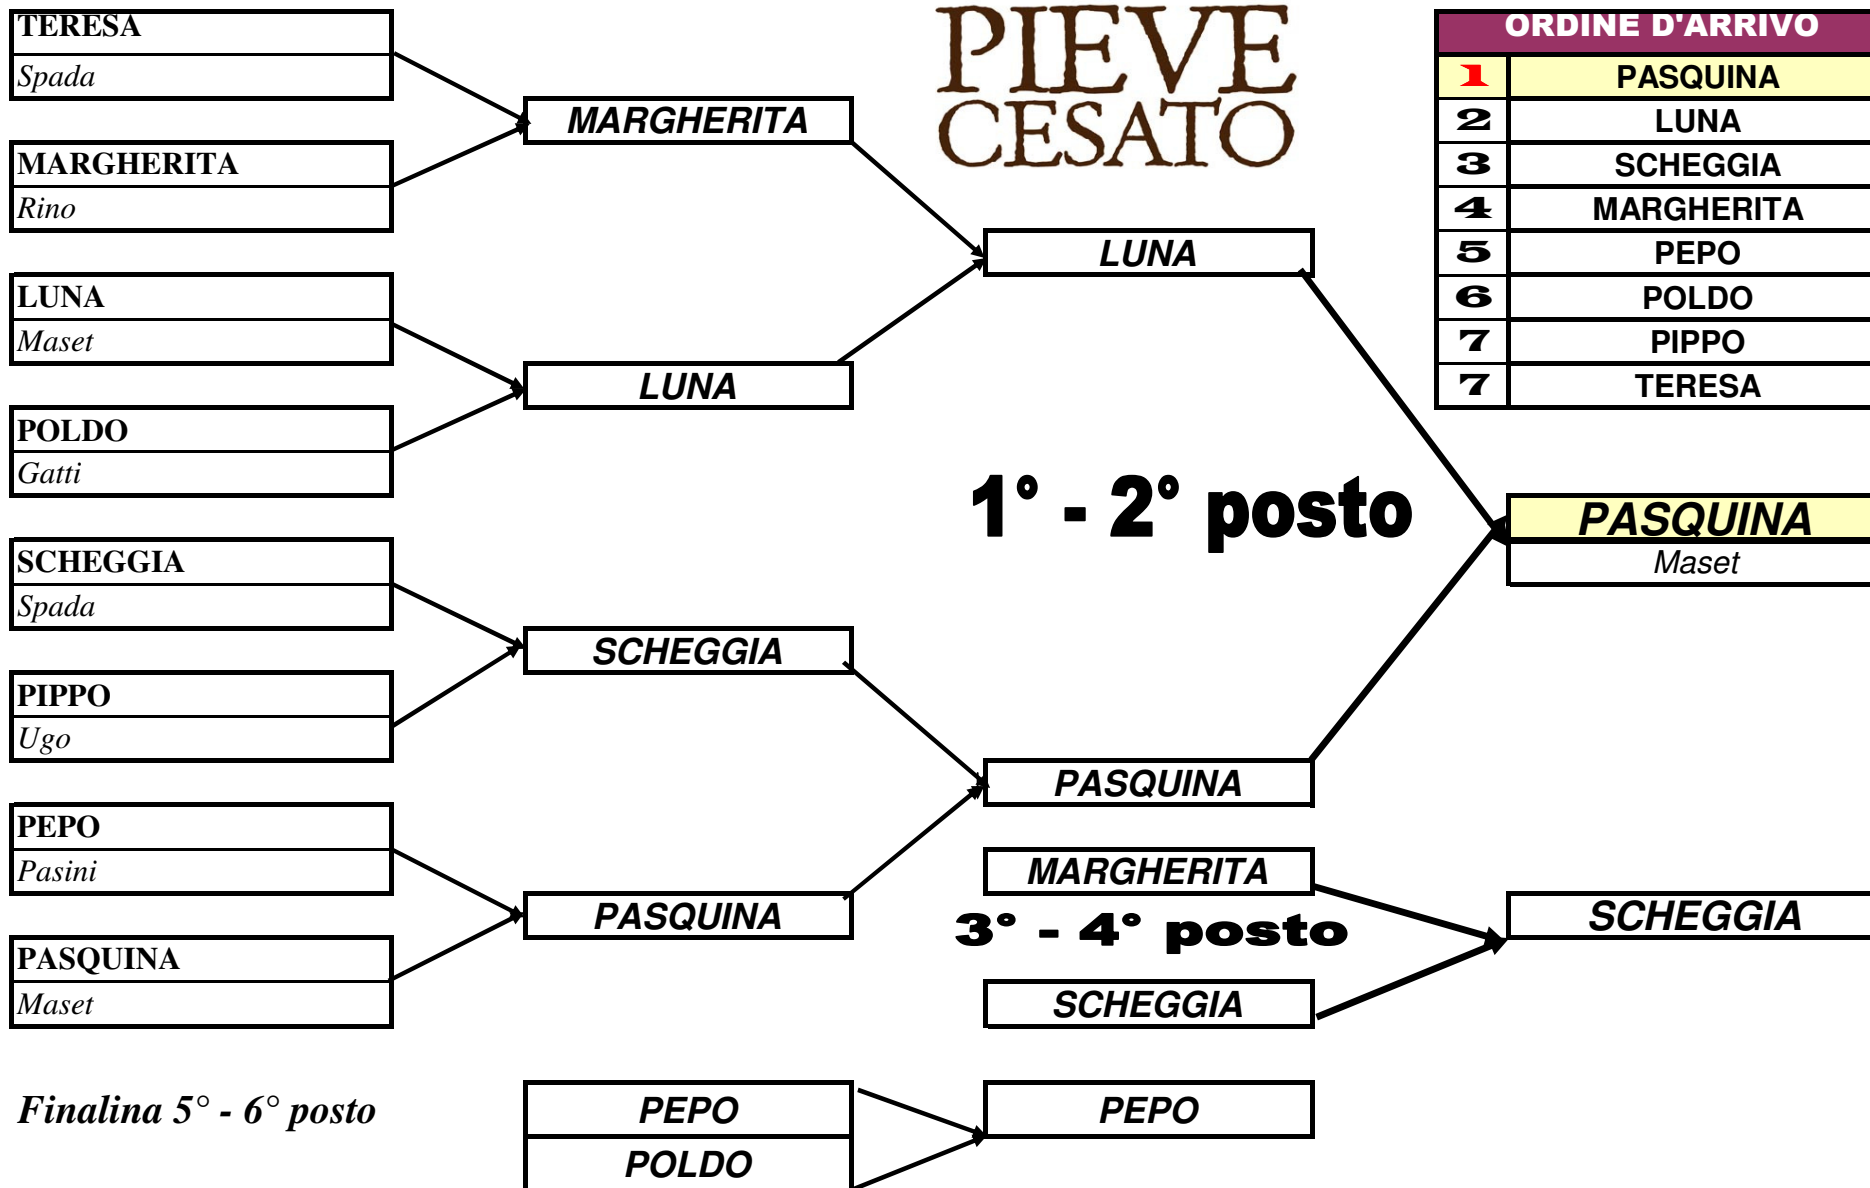 TERESA
Spada
MARGHERITA
Rino
LUNA
Maset
POLDO
Gatti
SCHEGGIA
Spada
PIPPO
Ugo
PEPO
Pasini
PASQUINA
Maset
MARGHERITA
LUNA
SCHEGGIA
PASQUINA
PIEVE
CESATO
LUNA
1° - 2° posto
PASQUINA
MARGHERITA
3° - 4° posto
SCHEGGIA
ORDINE D'ARRIVO
1 PASQUINA
2 LUNA
3 SCHEGGIA
4 MARGHERITA
5 PEPO
6 POLDO
7 PIPPO
7 TERESA
PASQUINA
Maset
SCHEGGIA
Finalina 5° - 6° posto
PEPO
POLDO
PEPO